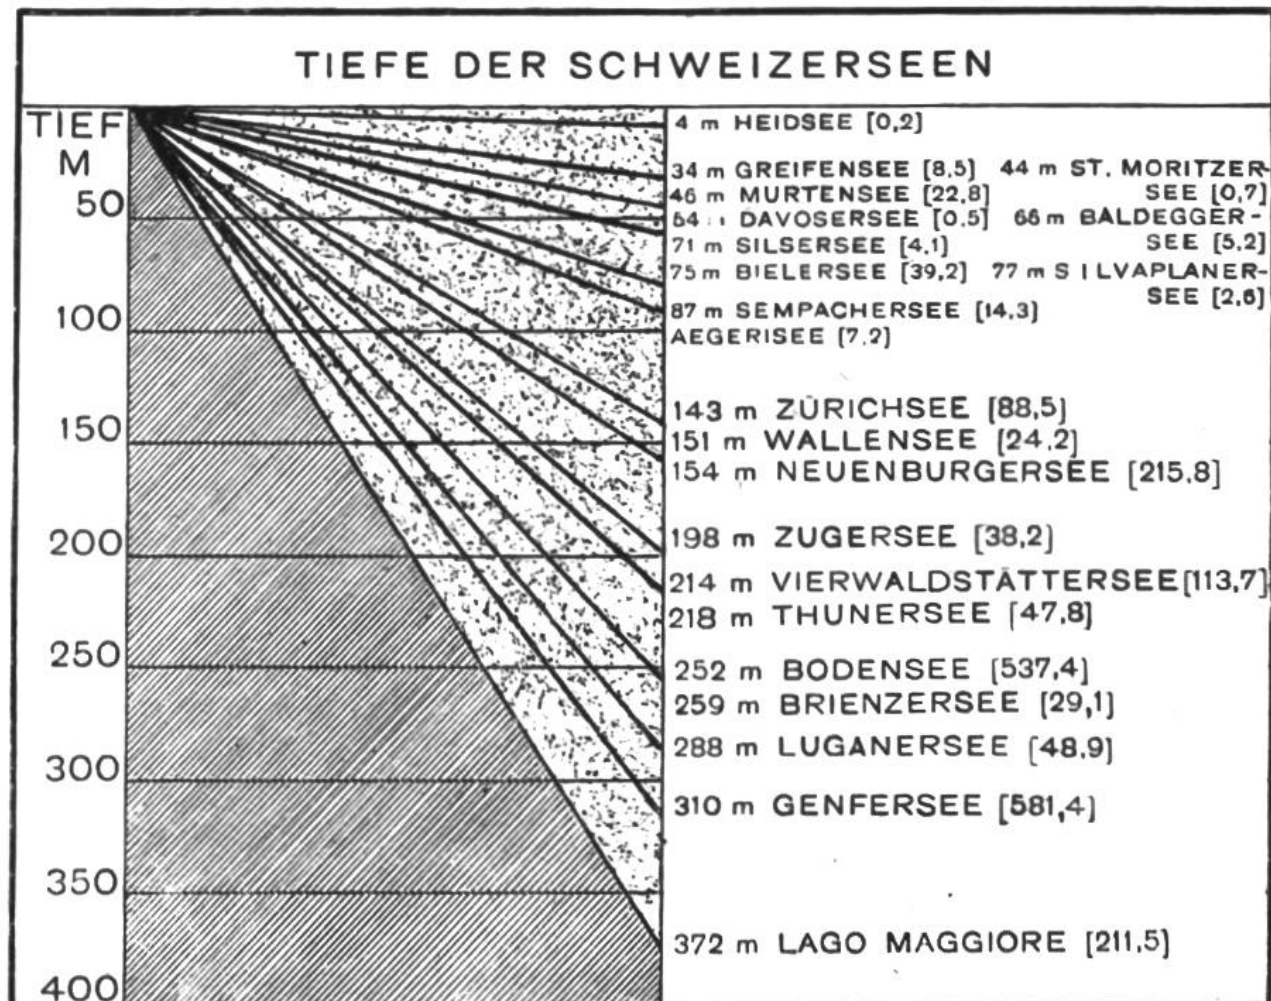 TIEFE DER SCHWEIZERSEEN
TIEF
M
50
100
150
200
250
300
350
400
4 m HEIDSEE [0,2]
34 m GREIFENSEE [8,5] 44 m ST. MORITZER-
46 m MURTENSEE [22,8] SEE [0,7]
DAVOSERSEE [0,5] 66 m BALDEGGER-
71 m SILSERSEE [4,1] SEE [5,2]
75 m BIELERSEE [39,2] 77 m SILVAPLANER-
SEE [2,6]
87 m SEMPACHERSEE [14,3]
AEGERISEE [7,2]
143 m ZÜRICHSEE [88,5]
151 m WALLENSEE [24,2]
154 m NEUENBURGERSEE [215,8]
198 m ZUGERSEE [38,2]
214 m VIERWALDSTÄTTERSEE [113,7]
218 m THUNERSEE [47,8]
252 m BODENSEE [537,4]
259 m BRIENZERSEE [29,1]
288 m LUGANERSEE [48,9]
310 m GENFERSEE [581,4]
372 m LAGO MAGGIORE [211,5]